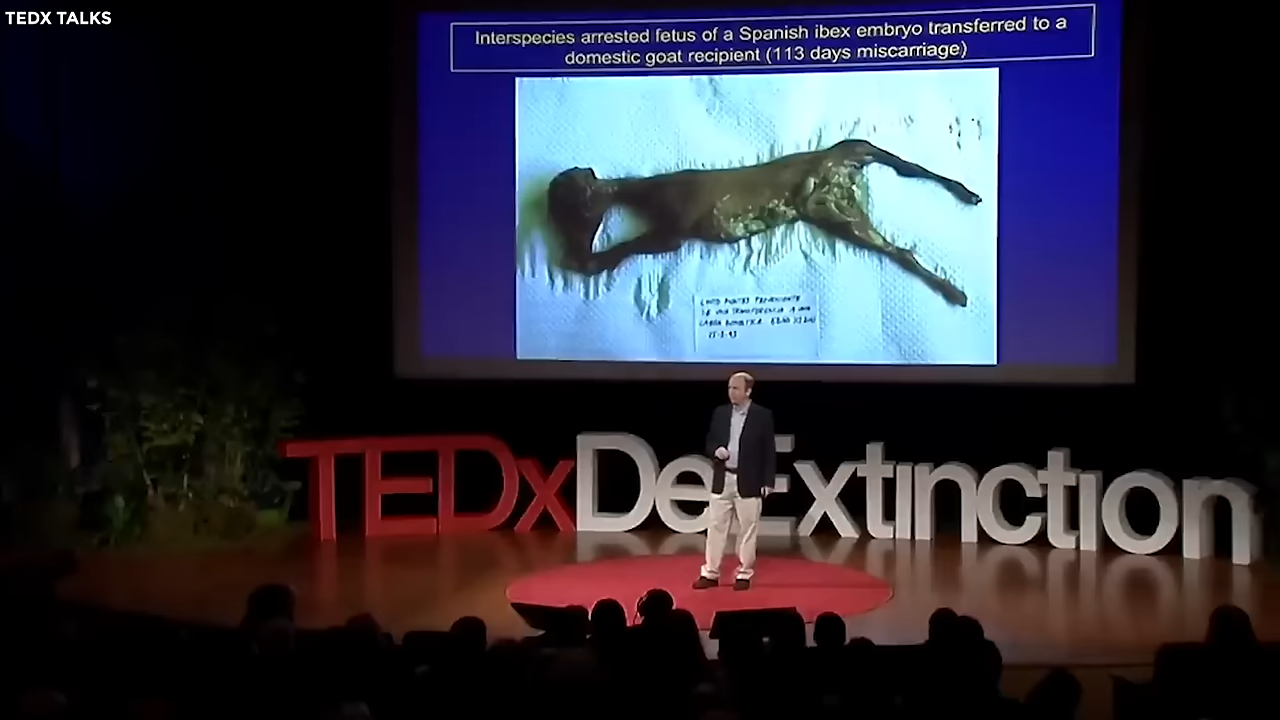 TEDX TALKS
Interspecies arrested fetus of a Spanish ibex embryo transferred to a
domestic goat recipient (113 days miscarriage)
TEDxDeExtinction